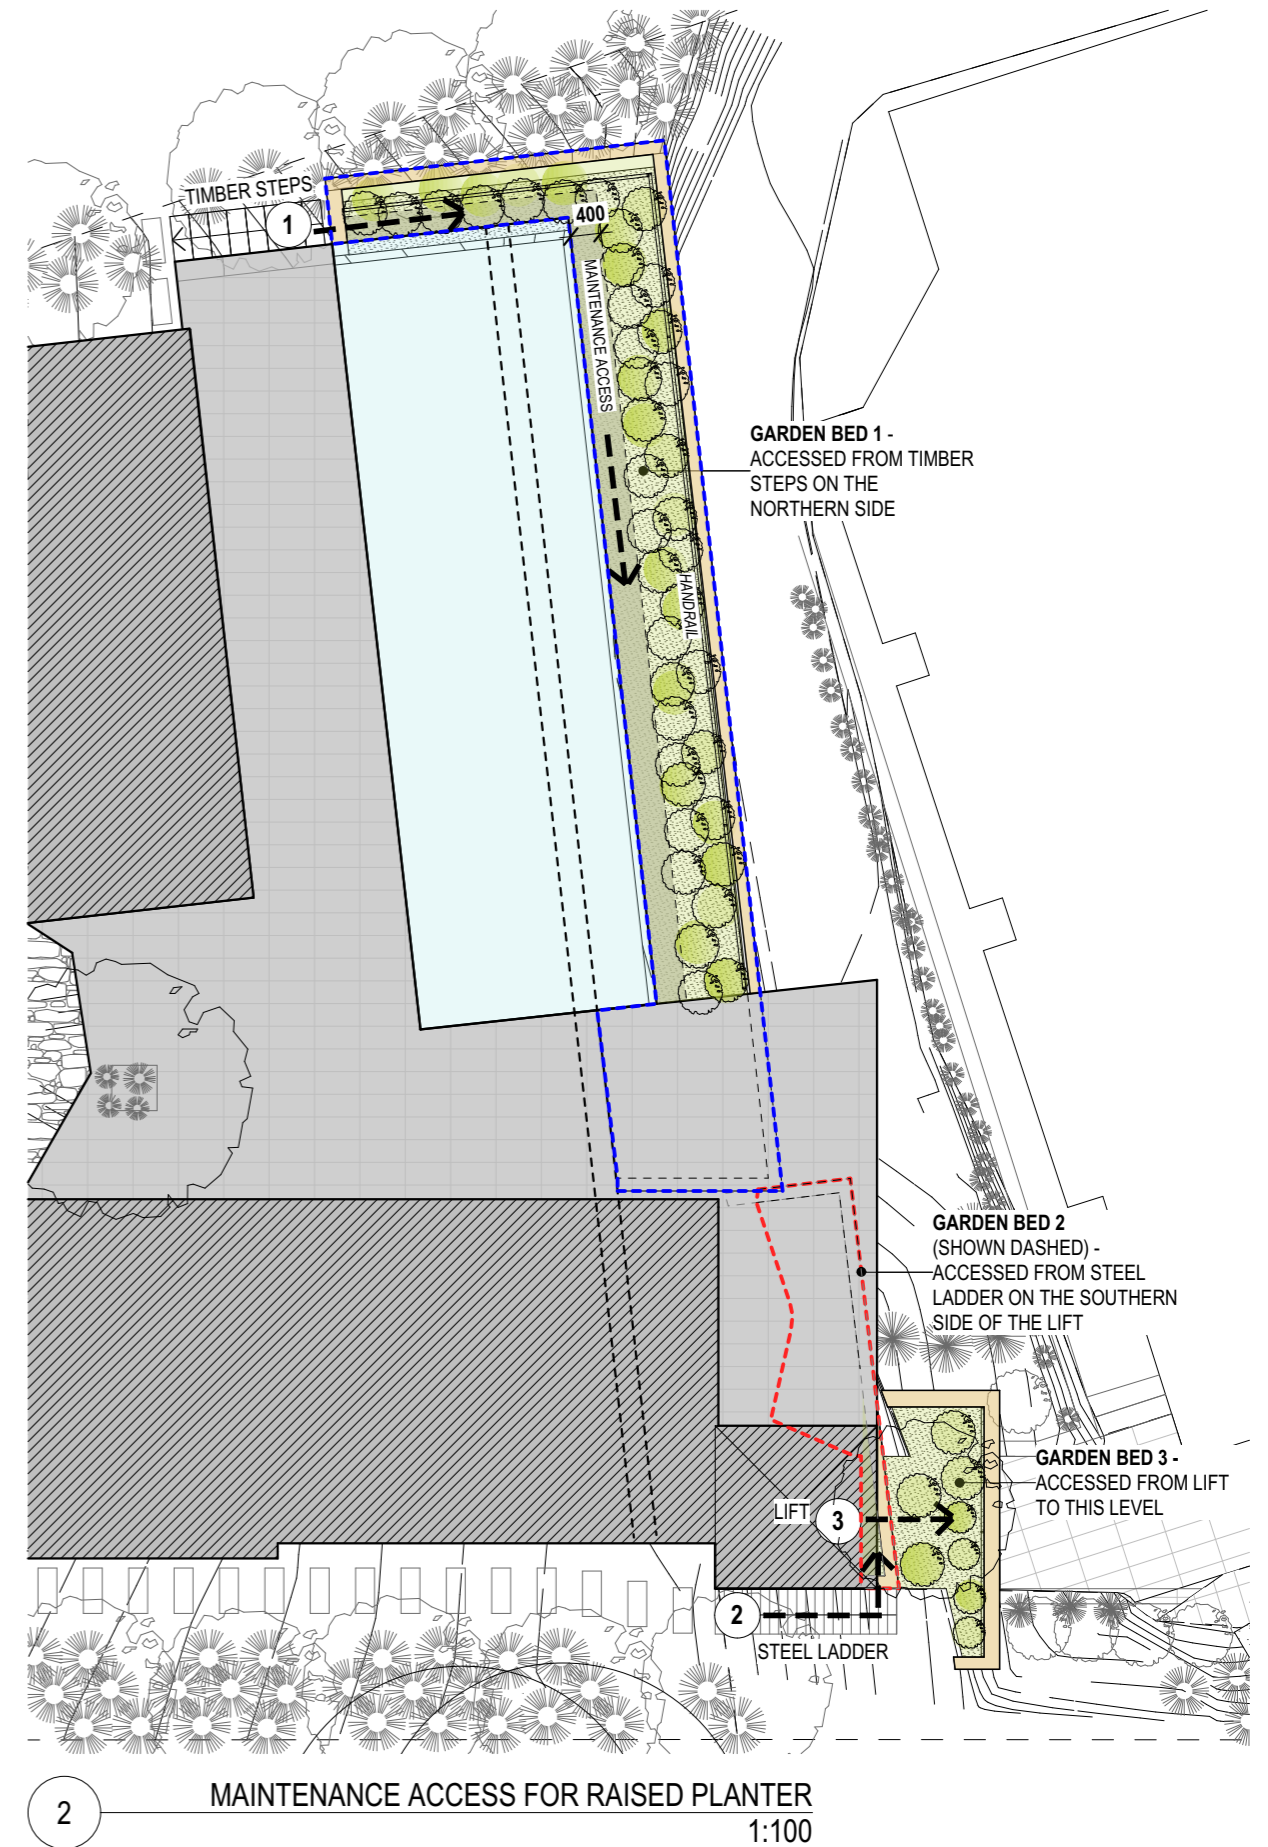 TIMBER STEPS
1
400
MAINTENANCE ACCESS
GARDEN BED 1 -
ACCESSED FROM TIMBER
STEPS ON THE
NORTHERN SIDE
HANDRAIL
GARDEN BED 2
(SHOWN DASHED) -
ACCESSED FROM STEEL
LADDER ON THE SOUTHERN
SIDE OF THE LIFT
GARDEN BED 3 -
ACCESSED FROM LIFT
TO THIS LEVEL
LIFT
3
2
STEEL LADDER
2
MAINTENANCE ACCESS FOR RAISED PLANTER
1:100